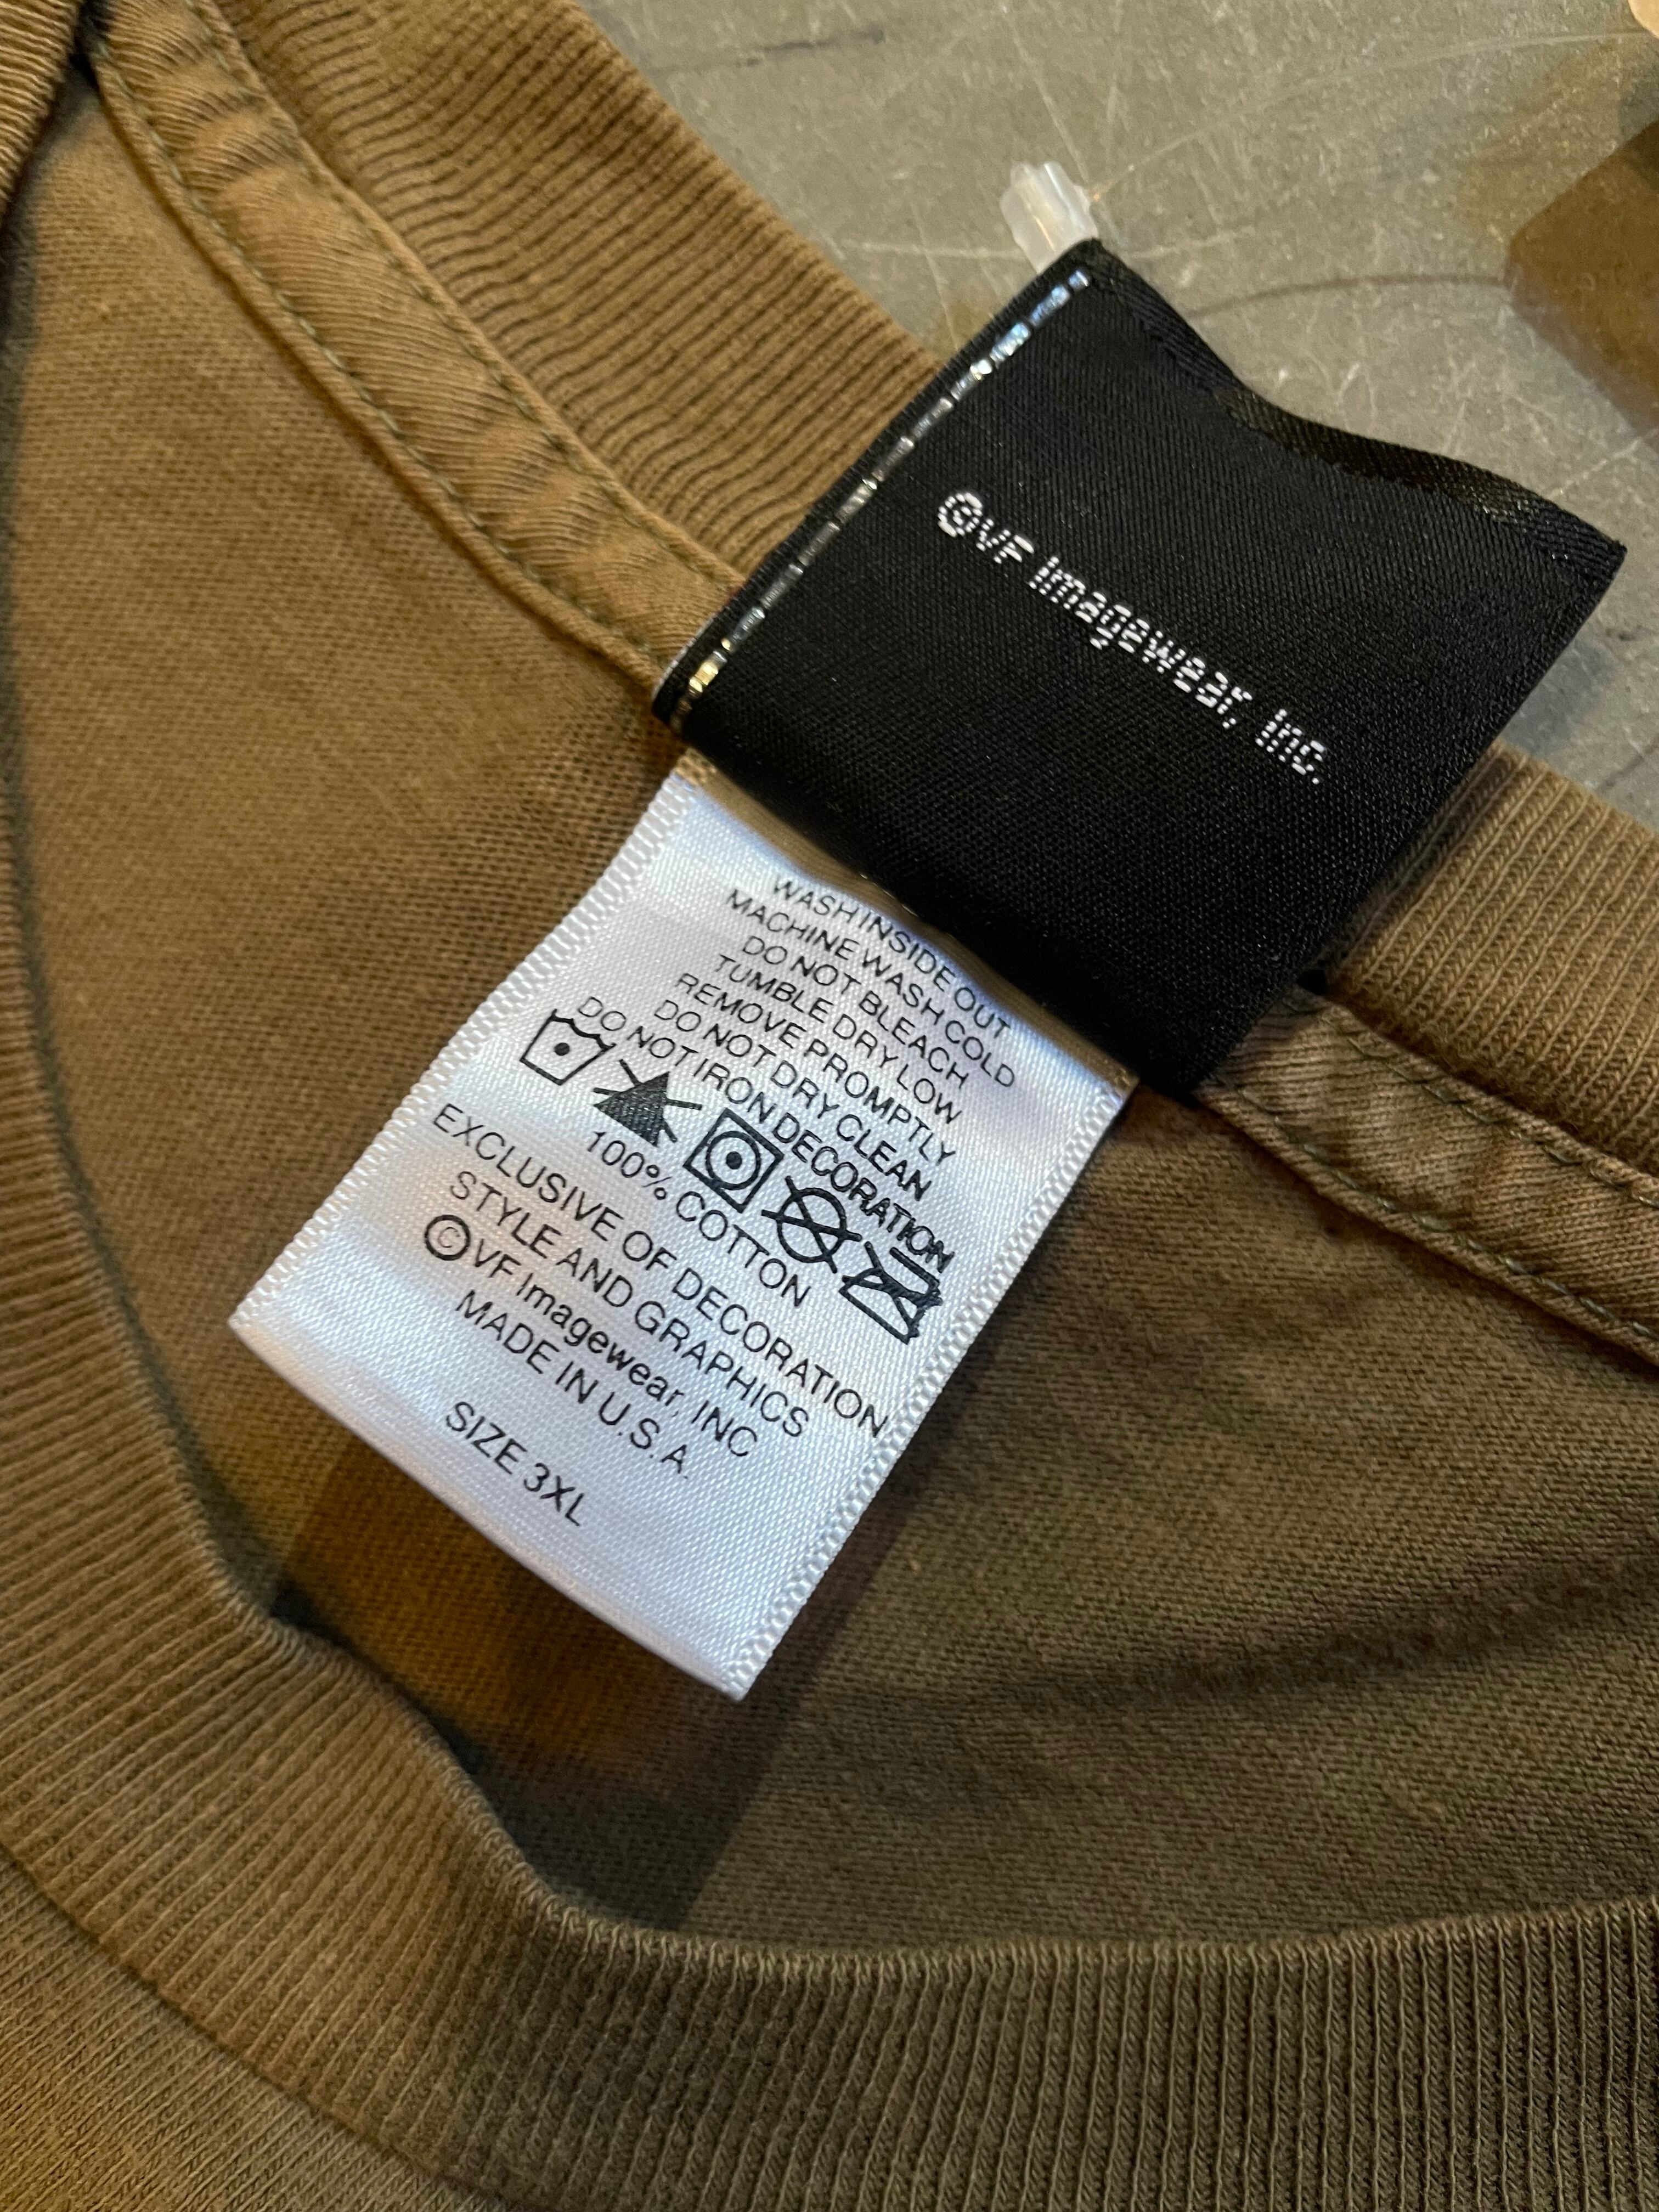 ©VF Imagewear, Inc.
WASH INSIDE OUT
MACHINE WASH COLD
DO NOT BLEACH
TUMBLE DRY LOW
REMOVE PROMPTLY
DO NOT DRY CLEAN
DO NOT IRON DECORATION
100% COTTON
EXCLUSIVE OF DECORATION
STYLE AND GRAPHICS
©VF Imagewear, INC
MADE IN U.S.A.
SIZE 3XL